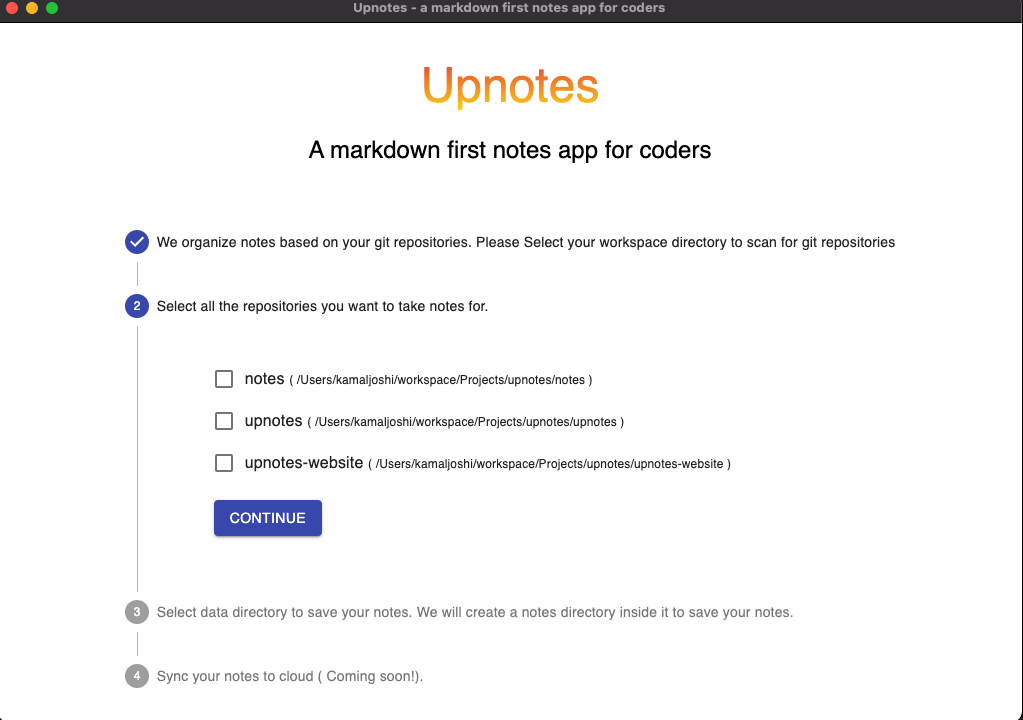 Upnotes - a markdown first notes app for coders
Upnotes
A markdown first notes app for coders
We organize notes based on your git repositories. Please Select your workspace directory to scan for git repositories
2 Select all the repositories you want to take notes for.
notes ( /Users/kamaljoshi/workspace/Projects/upnotes/notes )
upnotes ( /Users/kamaljoshi/workspace/Projects/upnotes/upnotes )
upnotes-website ( /Users/kamaljoshi/workspace/Projects/upnotes/upnotes-website )
CONTINUE
3 Select data directory to save your notes. We will create a notes directory inside it to save your notes.
4 Sync your notes to cloud ( Coming soon!).